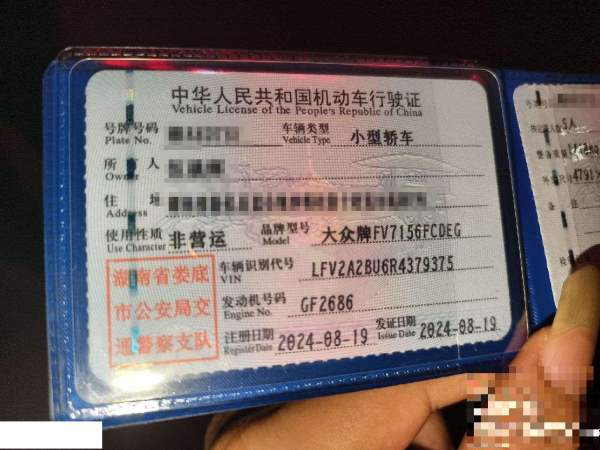 中华人民共和国机动车行驶证
Vehicle License of the People's Republic of China
号牌号码 车辆类型 小型轿车
Plate No. Vehicle Type
所有人
Owner
住址
Address
使用性质 非营运 品牌型号 大众牌FV7156FCDEG
Use Character Model
湖南省娄底
市公安局交
通警察支队
车辆识别代号 LFV2A2BU6R4379375
VIN
发动机号码 GF2686
Engine No.
注册日期 2024-08-19 发证日期 2024-08-19
Register Date Issue Date
5人